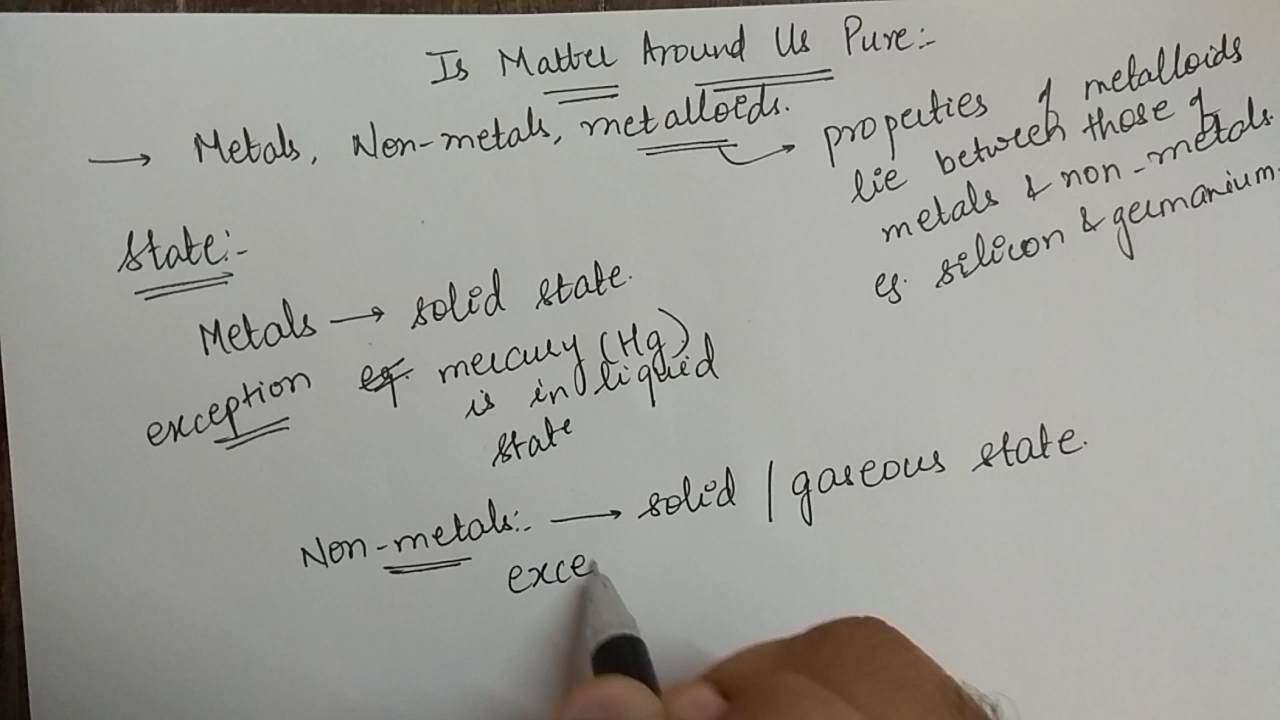 Is Matter Around Us Pure:-
→ Metals, Non-metals, metalloids.
properties of metalloids
lie between those of
metals & non-metals.
eg. silicon & germanium.
State:-
Metals → solid state.
exception eg. mercury (Hg)
is in liquid
state
Non-metals:- → solid / gaseous state.
exce